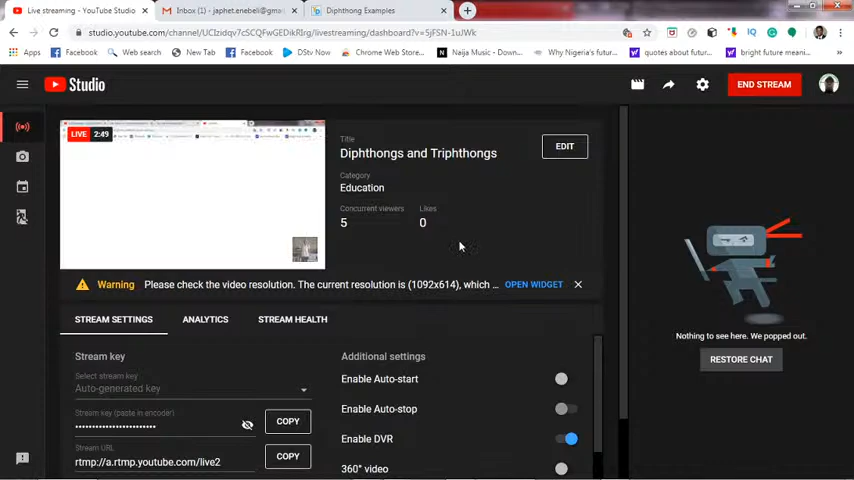 Live streaming - YouTube Studio
Inbox (1) - japhet.enebeli@gmai
Diphthong Examples
studio.youtube.com/channel/UCIzidqv7cSCQFwGEDikRIrg/livestreaming/dashboard?v=5jFSN-1uJWk
Apps
Facebook
Web search
New Tab
Facebook
DStv
Chrome Web Store...
Naija Music - Down...
Why Nigeria's futur...
quotes about futur...
bright future meani...
Studio
END STREAM
LIVE 2:49
Title
Diphthongs and Triphthongs
EDIT
Category
Education
Concurrent viewers
Likes
5
0
Warning Please check the video resolution. The current resolution is (1092x614), which ... OPEN WIDGET
STREAM SETTINGS
ANALYTICS
STREAM HEALTH
Nothing to see here. We popped out.
RESTORE CHAT
Stream key
Additional settings
Select stream key
Auto-generated key
Enable Auto-start
Stream key (paste in encoder)
COPY
Enable Auto-stop
Stream URL
rtmp://a.rtmp.youtube.com/live2
COPY
Enable DVR
360° video